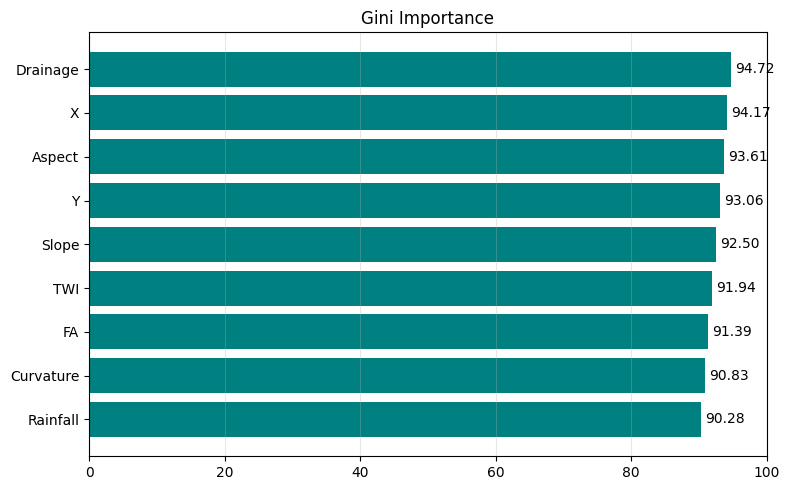 Gini Importance
Drainage 94.72
X 94.17
Aspect 93.61
Y 93.06
Slope 92.50
TWI 91.94
FA 91.39
Curvature 90.83
Rainfall 90.28
0 20 40 60 80 100